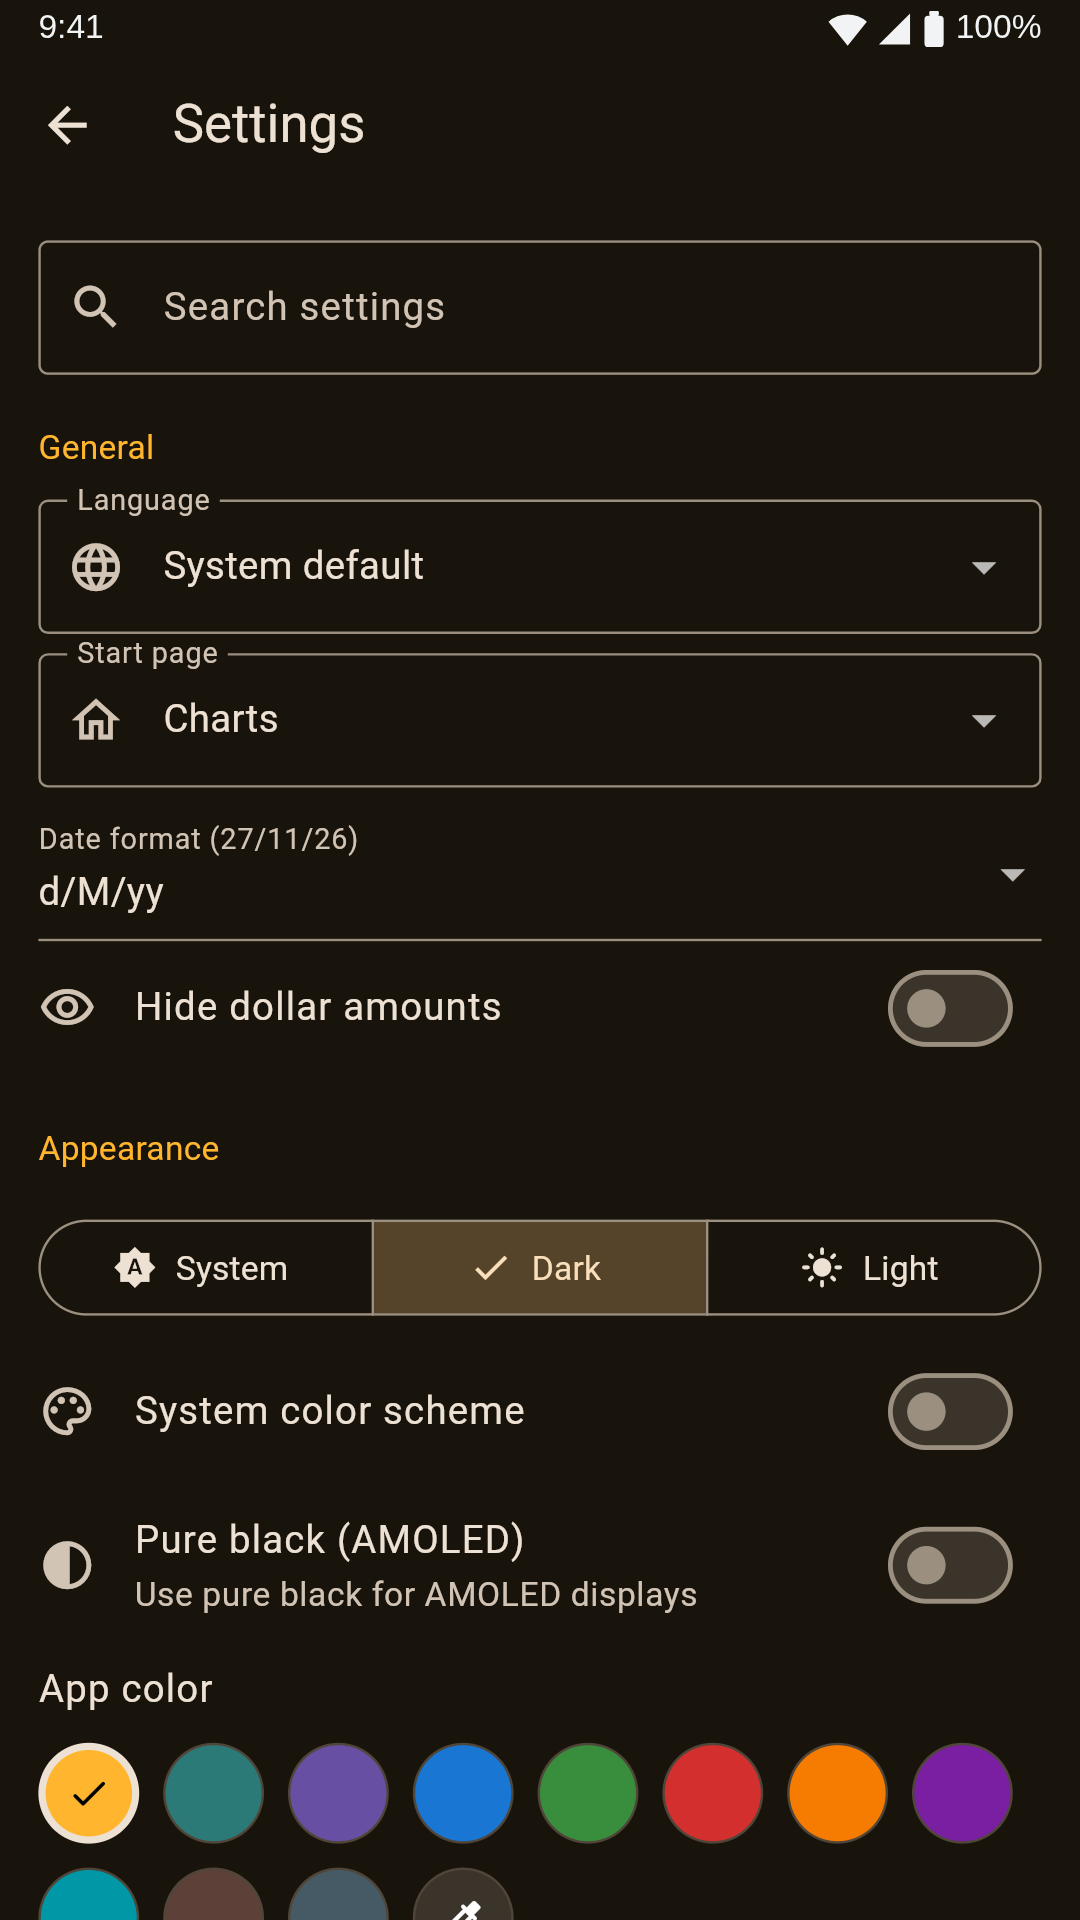 9:41
100%
Settings
Search settings
General
Language
System default
Start page
Charts
Date format (27/11/26)
d/M/yy
Hide dollar amounts
Appearance
A System
Dark
Light
System color scheme
Pure black (AMOLED)
Use pure black for AMOLED displays
App color